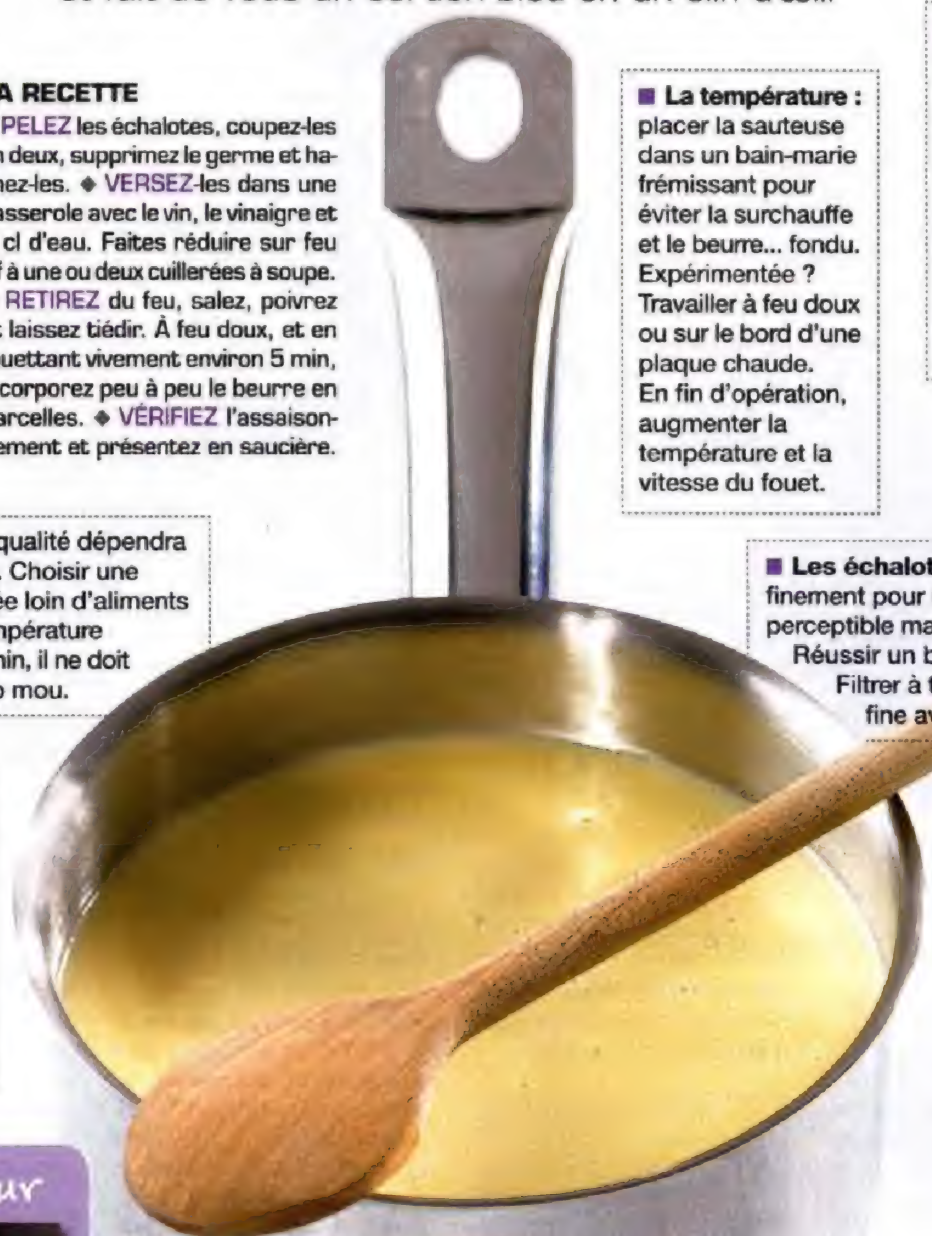 A RECETTE
PELEZ les échalotes, coupez-les
n deux, supprimez le germe et ha-
nez-les. ◆ VERSEZ-les dans une
asserole avec le vin, le vinaigre et
cl d'eau. Faites réduire sur feu
f à une ou deux cuillerées à soupe.
RETIREZ du feu, salez, poivrez
t laissez tiédir. À feu doux, et en
ouettant vivement environ 5 min,
corporez peu à peu le beurre en
arcelles. ◆ VÉRIFIEZ l'assaison-
ement et présentez en saucière.
■ La température :
placer la sauteuse
dans un bain-marie
frémissant pour
éviter la surchauffe
et le beurre... fondu.
Expérimentée ?
Travailler à feu doux
ou sur le bord d'une
plaque chaude.
En fin d'opération,
augmenter la
température et la
vitesse du fouet.
qualité dépendra
. Choisir une
ée loin d'aliments
mpérature
min, il ne doit
p mou.
■ Les échalot
finement pour
perceptible ma
Réussir un b
Filtrer à t
fine av
ur